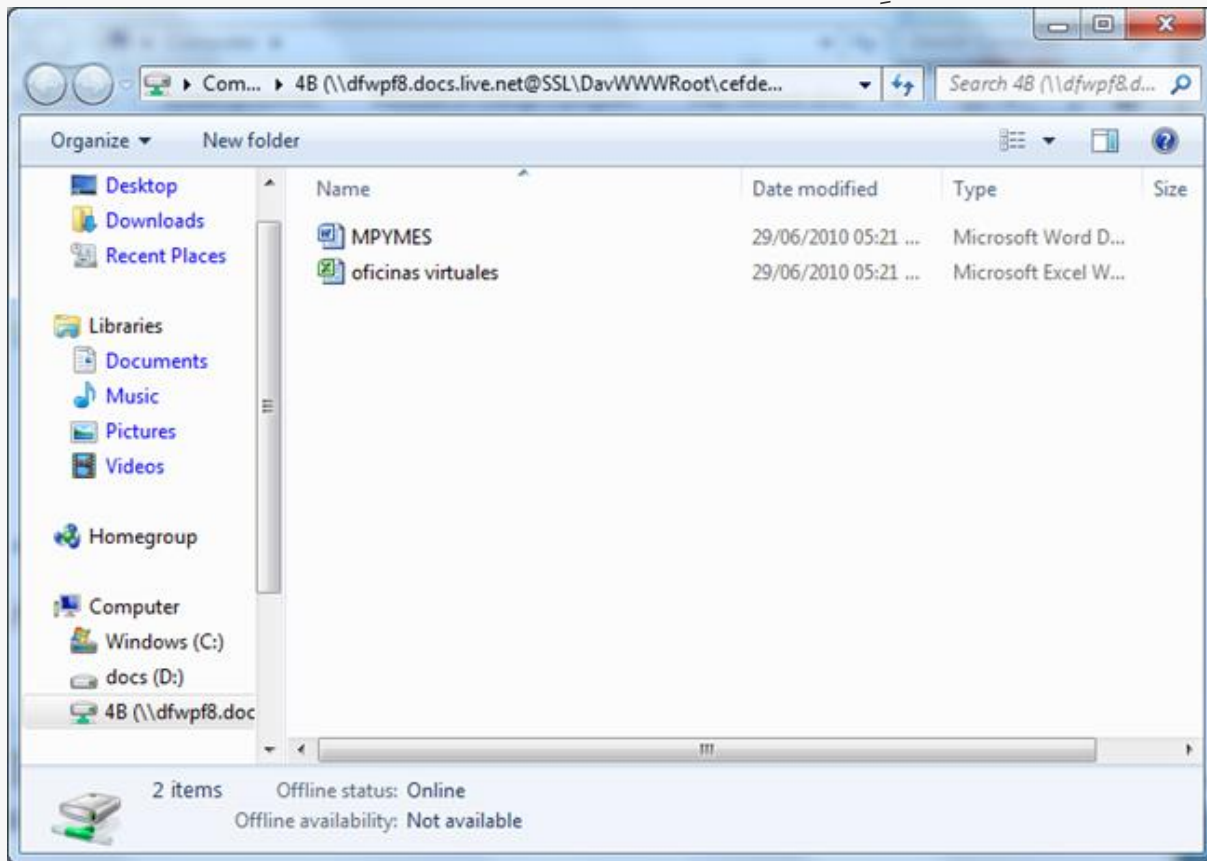 Com... ▸ 4B (\\dfwpf8.docs.live.net@SSL\DavWWWRoot\cefde...
Search 4B (\\dfwpf8.d...
Organize
New folder
Desktop
Downloads
Recent Places
Libraries
Documents
Music
Pictures
Videos
Homegroup
Computer
Windows (C:)
docs (D:)
4B (\\dfwpf8.doc
Name Date modified Type Size
MPYMES 29/06/2010 05:21 ... Microsoft Word D...
oficinas virtuales 29/06/2010 05:21 ... Microsoft Excel W...
2 items Offline status: Online
Offline availability: Not available